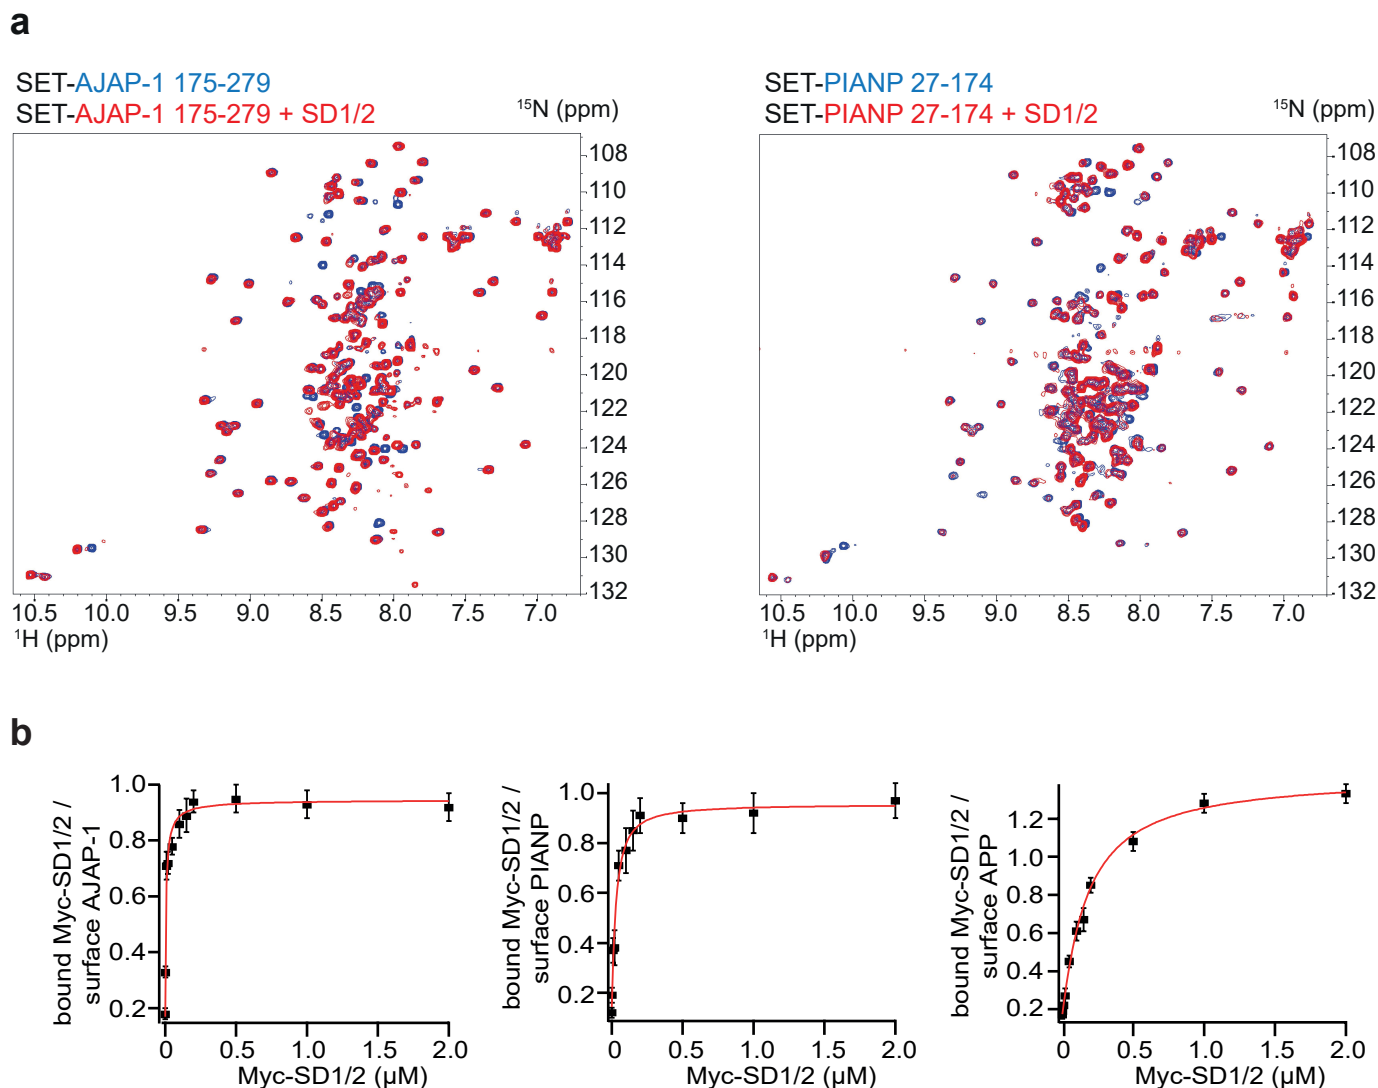 a
SET-AJAP-1 175-279
SET-AJAP-1 175-279 + SD1/2
15N (ppm)
108
110
112
114
116
118
120
122
124
126
128
130
132
10.5 10.0 9.5 9.0 8.5 8.0 7.5 7.0
1H (ppm)
SET-PIANP 27-174
SET-PIANP 27-174 + SD1/2
15N (ppm)
108
110
112
114
116
118
120
122
124
126
128
130
132
10.5 10.0 9.5 9.0 8.5 8.0 7.5 7.0
1H (ppm)
b
bound Myc-SD1/2 /
surface AJAP-1
1.0
0.8
0.6
0.4
0.2
0 0.5 1.0 1.5 2.0
Myc-SD1/2 (µM)
bound Myc-SD1/2 /
surface PIANP
1.0
0.8
0.6
0.4
0.2
0 0.5 1.0 1.5 2.0
Myc-SD1/2 (µM)
bound Myc-SD1/2 /
surface APP
1.2
1.0
0.8
0.6
0.4
0.2
0 0.5 1.0 1.5 2.0
Myc-SD1/2 (µM)